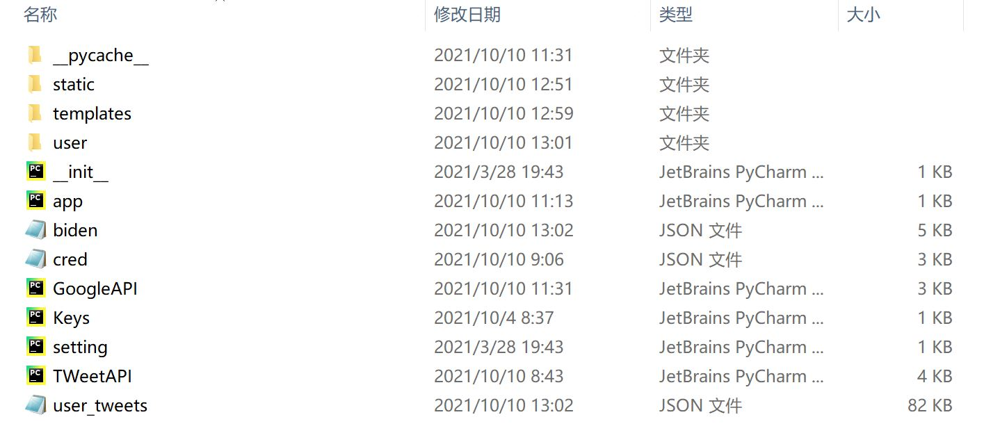 名称 修改日期 类型 大小
__pycache__ 2021/10/10 11:31 文件夹
static 2021/10/10 12:51 文件夹
templates 2021/10/10 12:59 文件夹
user 2021/10/10 13:01 文件夹
PC __init__ 2021/3/28 19:43 JetBrains PyCharm ... 1 KB
PC app 2021/10/10 11:13 JetBrains PyCharm ... 1 KB
biden 2021/10/10 13:02 JSON 文件 5 KB
cred 2021/10/10 9:06 JSON 文件 3 KB
PC GoogleAPI 2021/10/10 11:31 JetBrains PyCharm ... 3 KB
PC Keys 2021/10/4 8:37 JetBrains PyCharm ... 1 KB
PC setting 2021/3/28 19:43 JetBrains PyCharm ... 1 KB
PC TWeetAPI 2021/10/10 8:43 JetBrains PyCharm ... 4 KB
user_tweets 2021/10/10 13:02 JSON 文件 82 KB